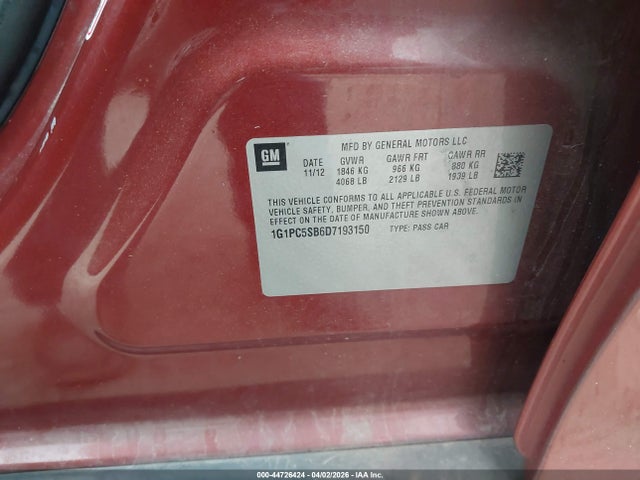 GM
MFD BY GENERAL MOTORS LLC
DATE GVWR GAWR FRT GAWR RR
11/12 1846 KG 966 KG 880 KG
4068 LB 2129 LB 1939 LB
THIS VEHICLE CONFORMS TO ALL APPLICABLE U.S. FEDERAL MOTOR
VEHICLE SAFETY, BUMPER, AND THEFT PREVENTION STANDARDS IN
EFFECT ON THE DATE OF MANUFACTURE SHOWN ABOVE.
1G1PC5SB6D7193150 TYPE: PASS CAR
000-44726424 - 04/02/2026 - IAA Inc.